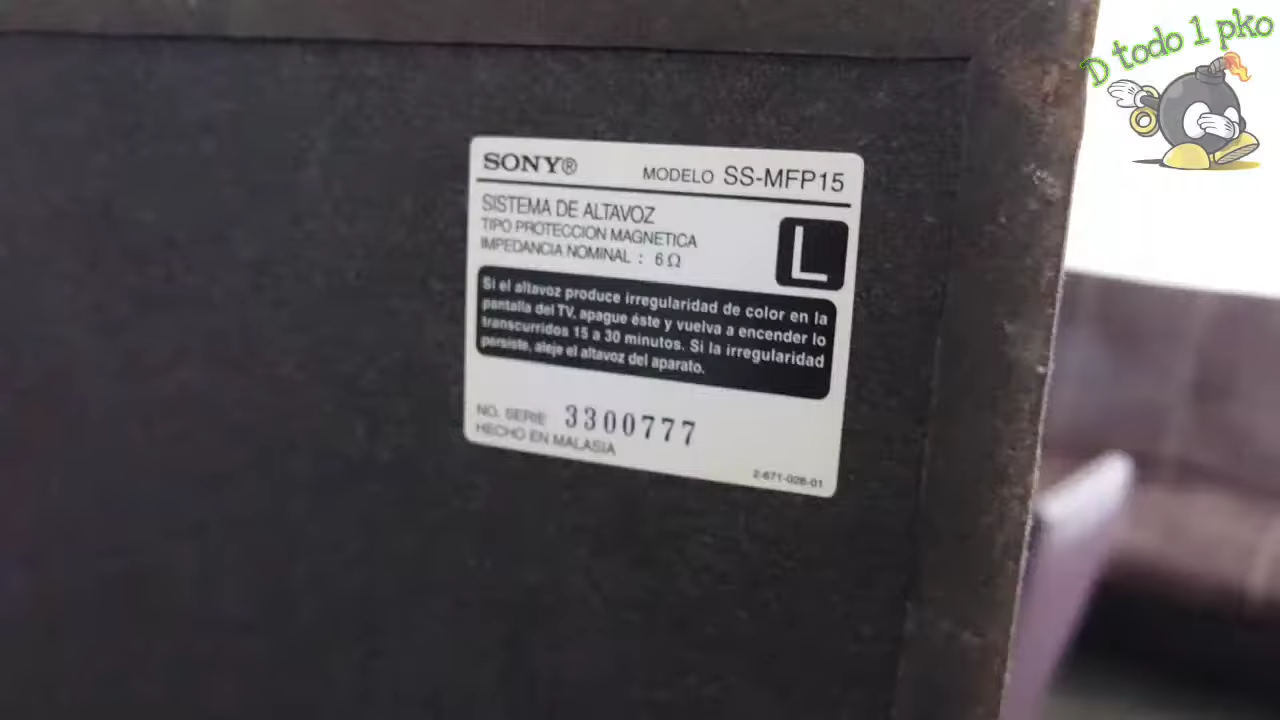 D todo 1 pko
SONY®
MODELO SS-MFP15
SISTEMA DE ALTAVOZ
TIPO PROTECCION MAGNETICA
IMPEDANCIA NOMINAL : 6 Ω
L
Si el altavoz produce irregularidad de color en la
pantalla del TV, apague éste y vuelva a encender lo
transcurridos 15 a 30 minutos. Si la irregularidad
persiste, aleje el altavoz del aparato.
NO. SERIE 3300777
HECHO EN MALASIA
2-671-028-01